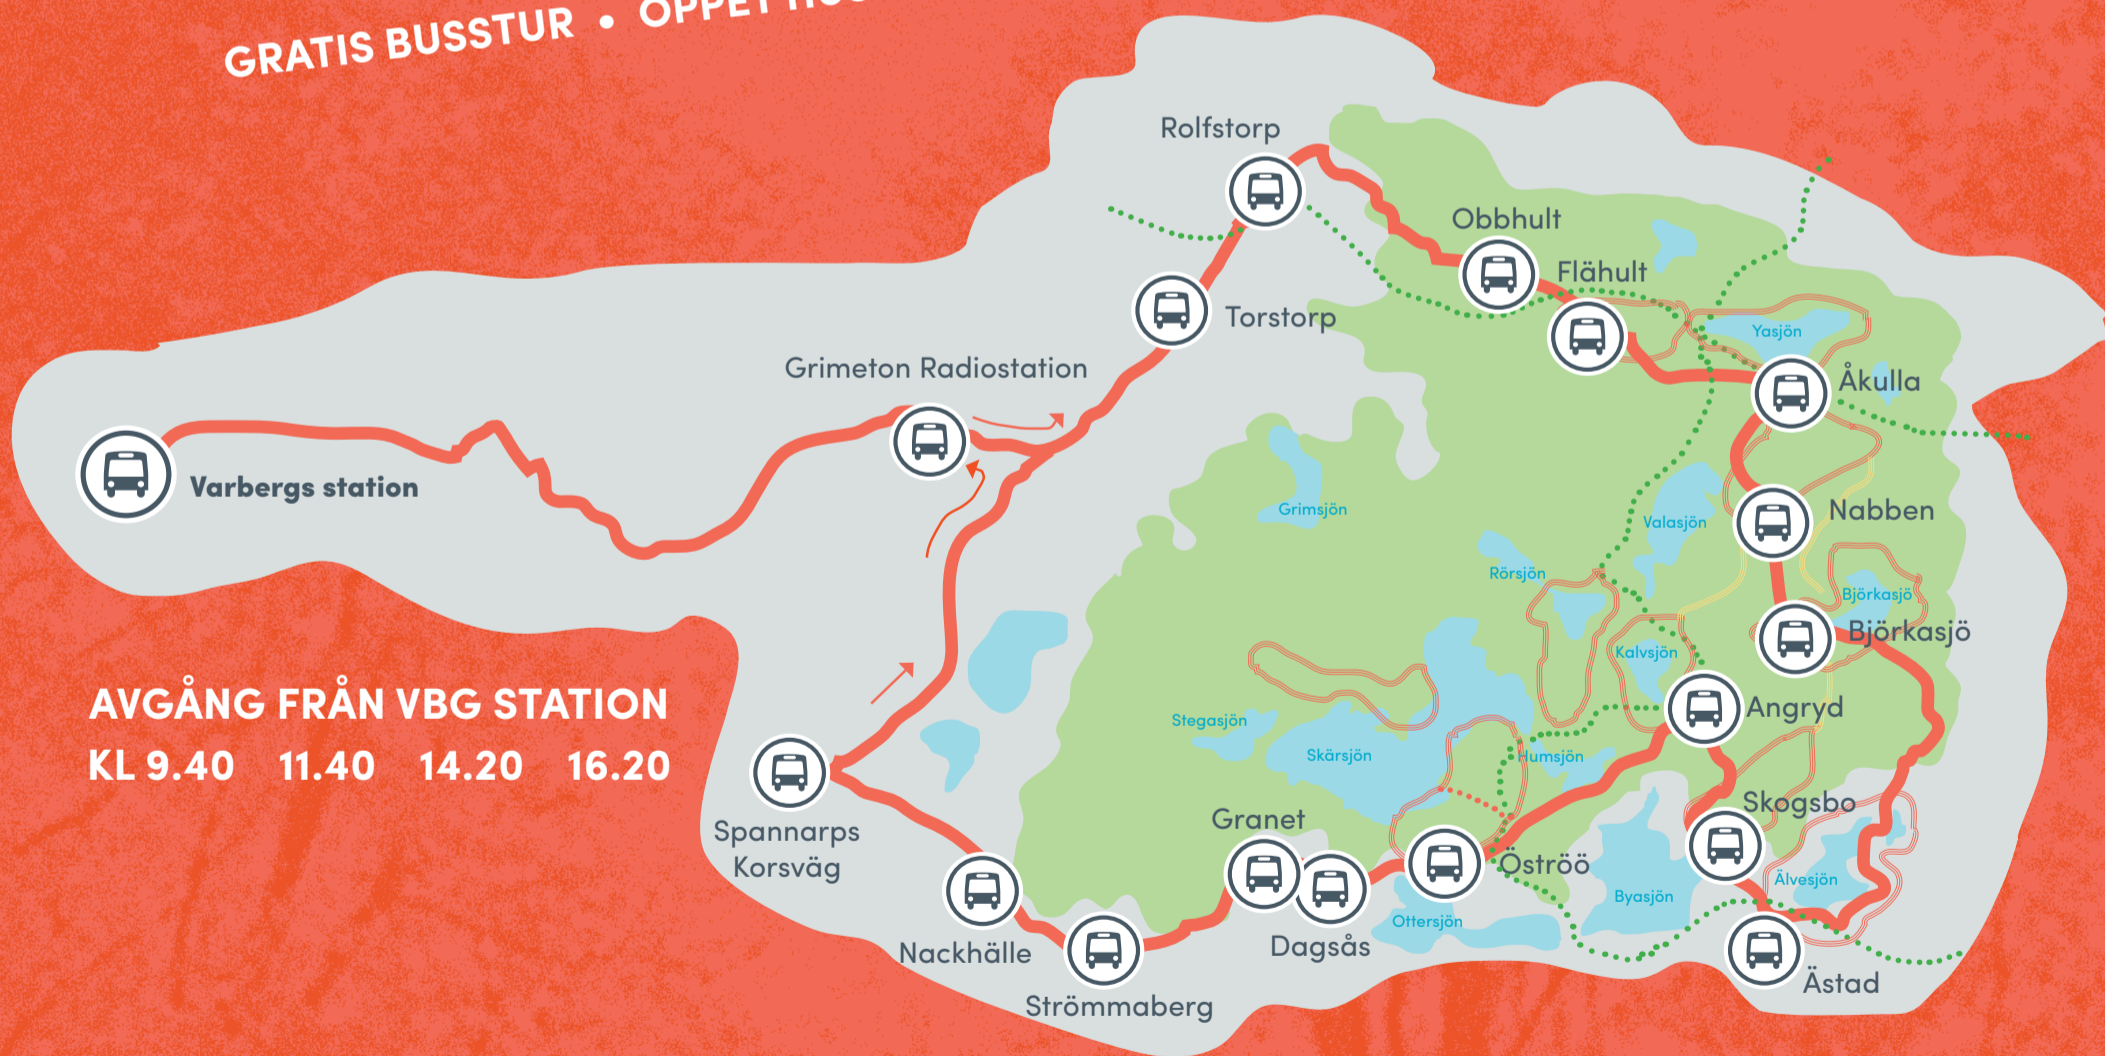 GRATIS BUSSTUR •
Rolfstorp
Obbhult
Flähult
Torstorp
Yasjön
Grimeton Radiostation
Åkulla
Varbergs station
Grimsjön
Valasjön
Nabben
Rörsjön
Björkasjö
Björkasjö
Kalvsjön
AVGÅNG FRÅN VBG STATION
KL 9.40 11.40 14.20 16.20
Angryd
Stegasjön
Skärsjön
Humsjön
Skogsbo
Granet
Spannarps
Korsväg
Öströö
Älvesjön
Byasjön
Ottersjön
Nackhälle
Dagsås
Ästad
Strömmaberg